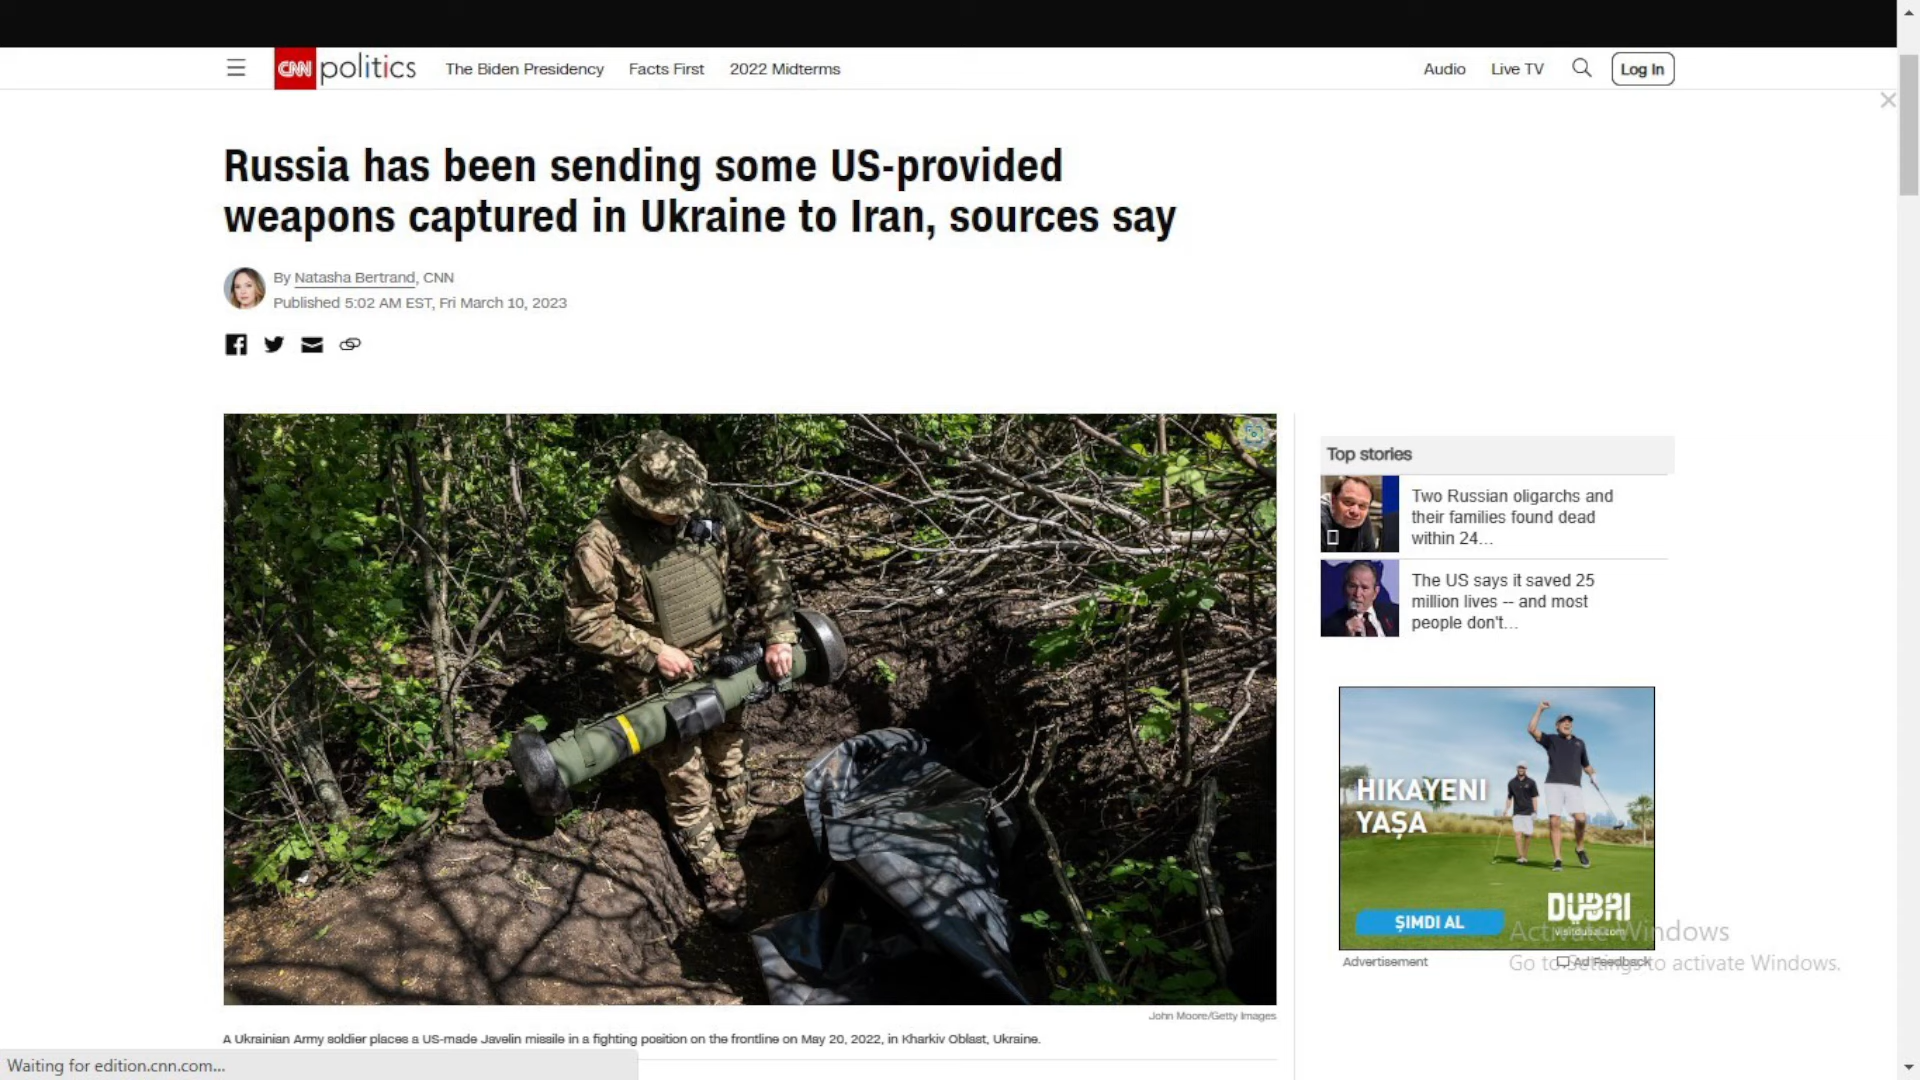 CNN politics The Biden Presidency Facts First 2022 Midterms Audio Live TV Log In
Russia has been sending some US-provided
weapons captured in Ukraine to Iran, sources say
By Natasha Bertrand, CNN
Published 5:02 AM EST, Fri March 10, 2023
Top stories
Two Russian oligarchs and
their families found dead
within 24...
The US says it saved 25
million lives -- and most
people don't...
HIKAYENI
YAŞA
DUBAI
ŞIMDI AL
visitdubai.com
Activate Windows
Advertisement Ad Feedback
Go to Settings to activate Windows.
John Moore/Getty Images
A Ukrainian Army soldier places a US-made Javelin missile in a fighting position on the frontline on May 20, 2022, in Kharkiv Oblast, Ukraine.
Waiting for edition.cnn.com...